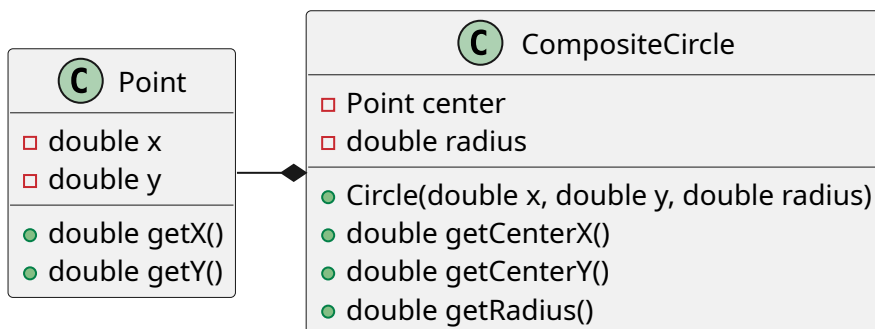 C Point
double x
double y
double getX()
double getY()
C CompositeCircle
Point center
double radius
Circle(double x, double y, double radius)
double getCenterX()
double getCenterY()
double getRadius()